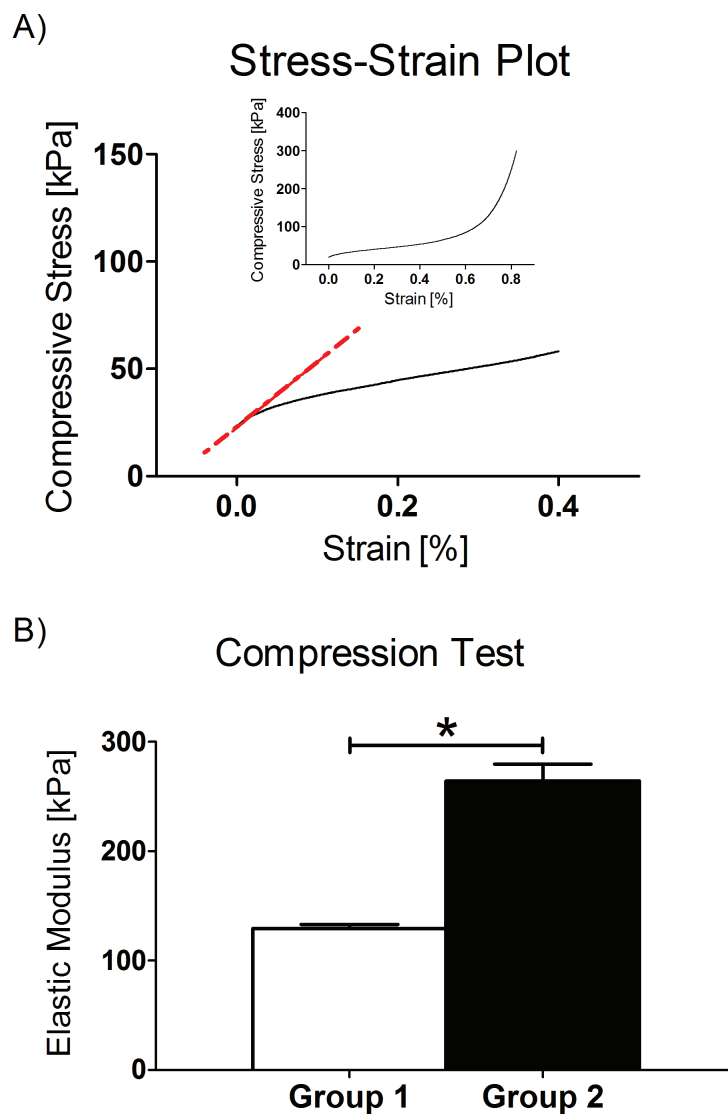 A)
Stress-Strain Plot
Compressive Stress [kPa]
150
100
50
0
0.0 0.2 0.4
Strain [%]
Compressive Stress [kPa]
400
300
200
100
0
0.0 0.2 0.4 0.6 0.8
Strain [%]
B)
Compression Test
Elastic Modulus [kPa]
300
200
100
0
*
Group 1 Group 2